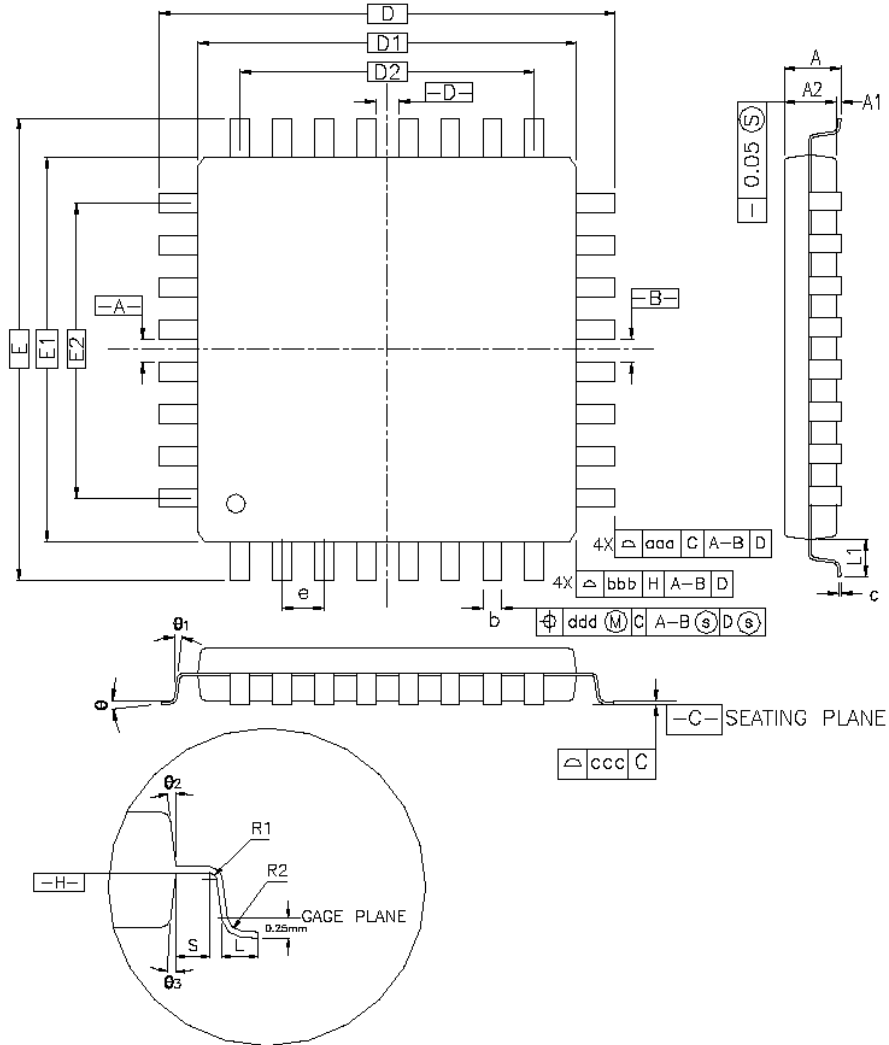 D
D1
D2
-D-
A
A2
A1
- 0.05 Ⓢ
-A-
-B-
E
E1
E2
4X ⌓ aaa C A-B D
4X ⌓ bbb H A-B D
e
b
⌖ ddd Ⓜ C A-B Ⓢ D Ⓢ
L1
c
θ1
θ
-C- SEATING PLANE
⌓ ccc C
θ2
R1
R2
-H-
GAGE PLANE
0.25mm
S
L
θ3